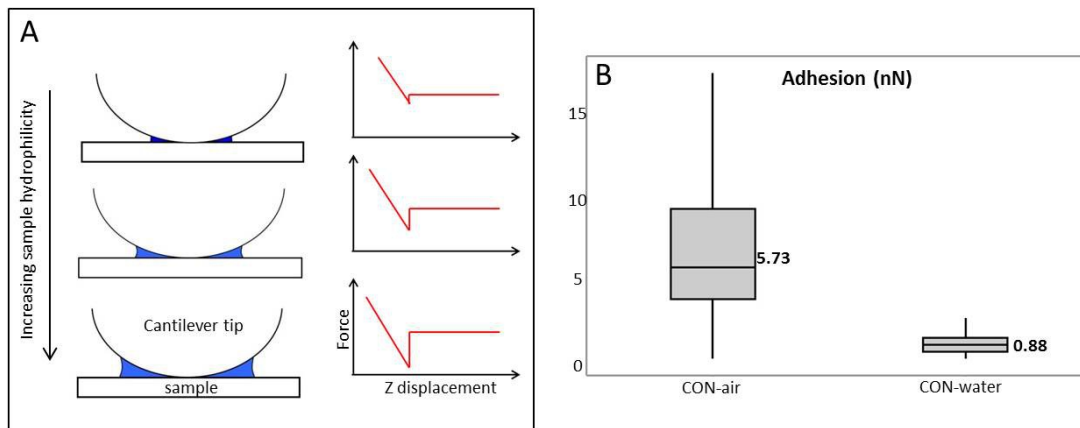 A
Increasing sample hydrophilicity
Cantilever tip
sample
Force
Z displacement
B
Adhesion (nN)
15
10
5
0
5.73
0.88
CON-air
CON-water